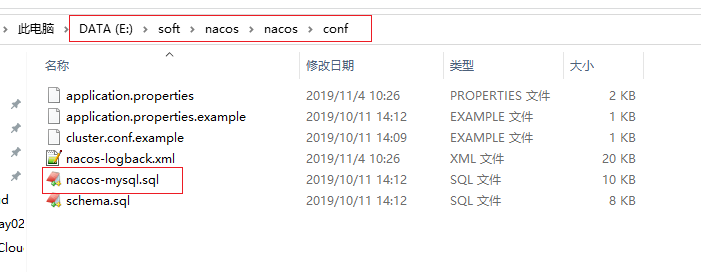 此电脑 DATA (E:) soft nacos nacos conf
名称 修改日期 类型 大小
application.properties 2019/11/4 10:26 PROPERTIES 文件 2 KB
application.properties.example 2019/10/11 14:12 EXAMPLE 文件 1 KB
cluster.conf.example 2019/10/11 14:09 EXAMPLE 文件 1 KB
nacos-logback.xml 2019/11/4 10:26 XML 文件 20 KB
nacos-mysql.sql 2019/10/11 14:12 SQL 文件 10 KB
d schema.sql 2019/10/11 14:12 SQL 文件 8 KB
ay02
Cloud